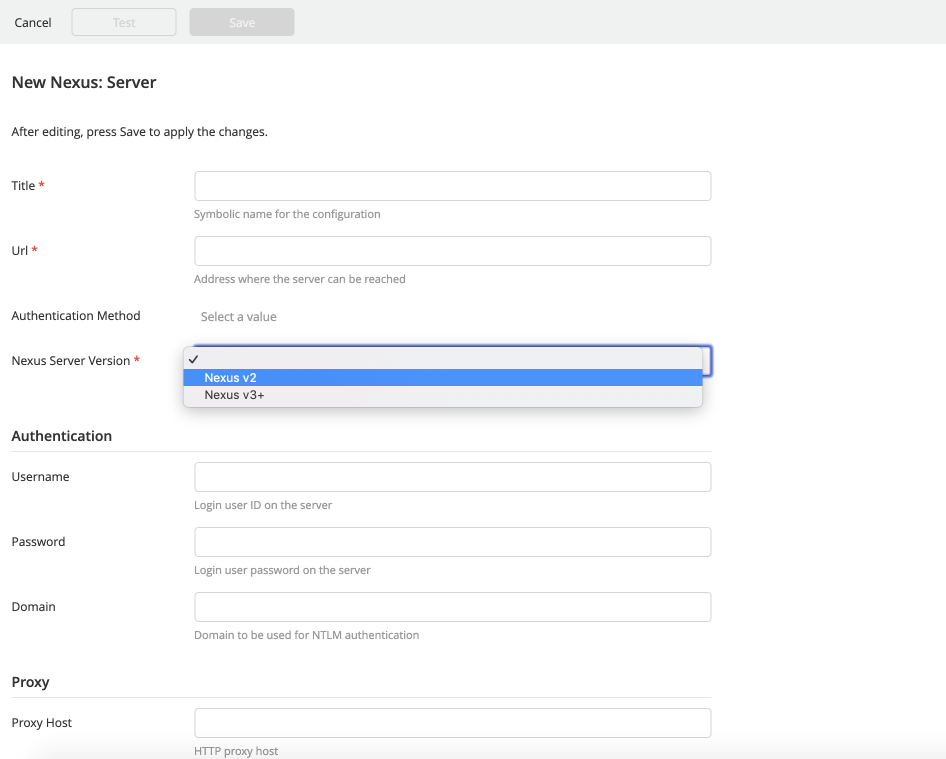 Cancel
Test
Save
New Nexus: Server
After editing, press Save to apply the changes.
Title *
Symbolic name for the configuration
Url *
Address where the server can be reached
Authentication Method
Select a value
Nexus Server Version *
✓
Nexus v2
Nexus v3+
Authentication
Username
Login user ID on the server
Password
Login user password on the server
Domain
Domain to be used for NTLM authentication
Proxy
Proxy Host
HTTP proxy host